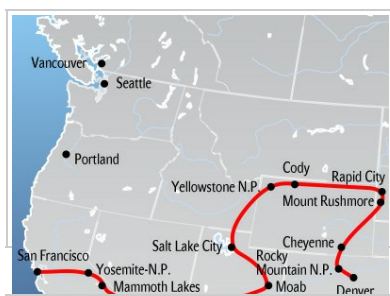 Vancouver
Seattle
Portland
Cody
Rapid City
Yellowstone N.P.
Mount Rushmore
Salt Lake City
Cheyenne
Rocky
Mountain N.P.
San Francisco
Yosemite-N.P.
Mammoth Lakes
Moab
Denver